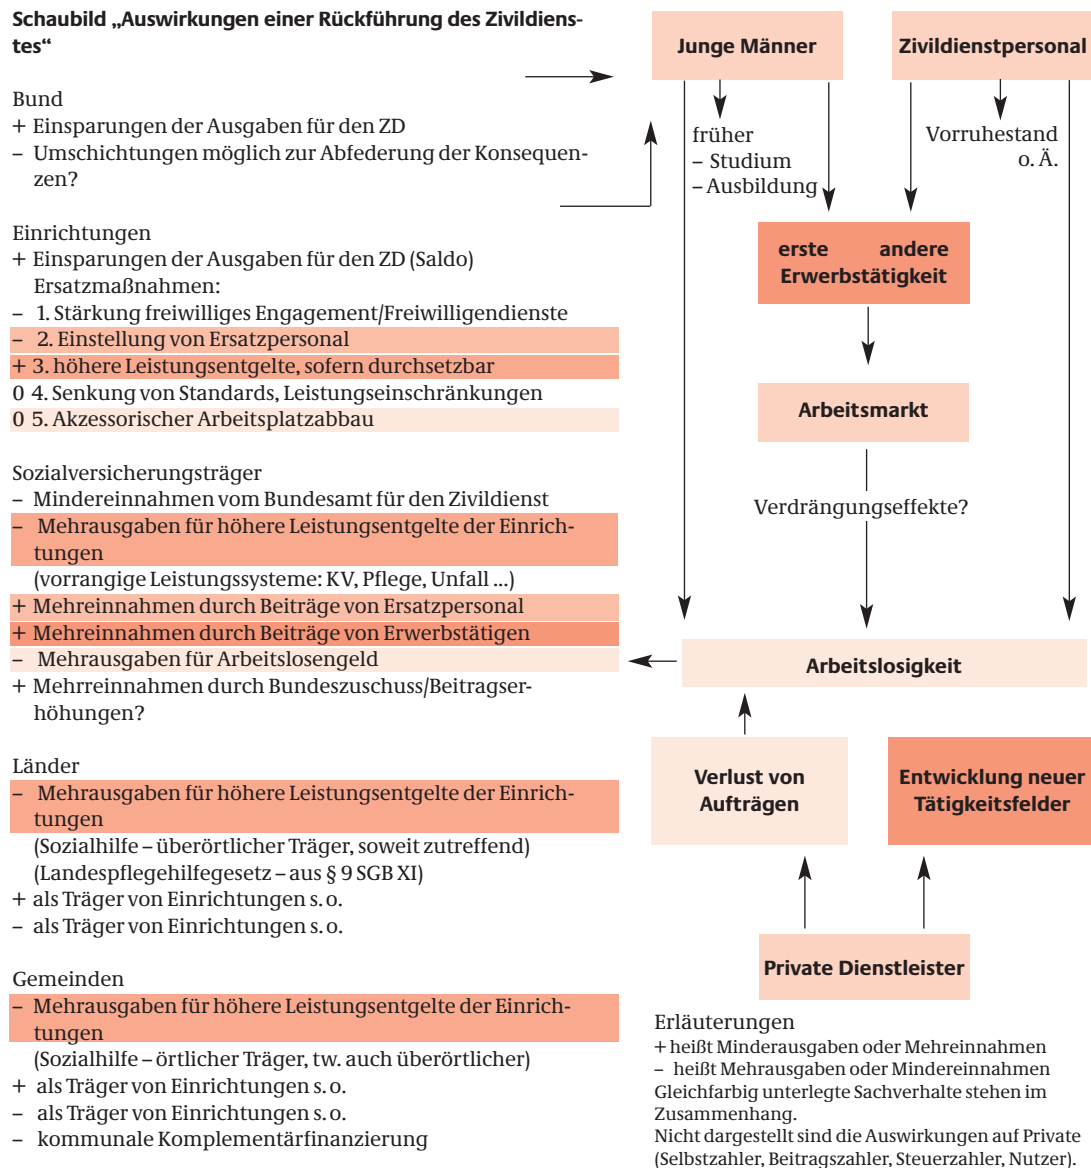 Schaubild „Auswirkungen einer Rückführung des Zivildiens-
tes“
Bund
+ Einsparungen der Ausgaben für den ZD
– Umschichtungen möglich zur Abfederung der Konsequen-
zen?
Einrichtungen
+ Einsparungen der Ausgaben für den ZD (Saldo)
Ersatzmaßnahmen:
– 1. Stärkung freiwilliges Engagement/Freiwilligendienste
– 2. Einstellung von Ersatzpersonal
+ 3. höhere Leistungsentgelte, sofern durchsetzbar
0 4. Senkung von Standards, Leistungseinschränkungen
0 5. Akzessorischer Arbeitsplatzabbau
Sozialversicherungsträger
– Mindereinnahmen vom Bundesamt für den Zivildienst
– Mehrausgaben für höhere Leistungsentgelte der Einrich-
tungen
(vorrangige Leistungssysteme: KV, Pflege, Unfall ...)
+ Mehreinnahmen durch Beiträge von Ersatzpersonal
+ Mehreinnahmen durch Beiträge von Erwerbstätigen
– Mehrausgaben für Arbeitslosengeld
+ Mehrreinnahmen durch Bundeszuschuss/Beitragser-
höhungen?
Länder
– Mehrausgaben für höhere Leistungsentgelte der Einrich-
tungen
(Sozialhilfe – überörtlicher Träger, soweit zutreffend)
(Landespflegehilfegesetz – aus § 9 SGB XI)
+ als Träger von Einrichtungen s. o.
– als Träger von Einrichtungen s. o.
Gemeinden
– Mehrausgaben für höhere Leistungsentgelte der Einrich-
tungen
(Sozialhilfe – örtlicher Träger, tw. auch überörtlicher)
+ als Träger von Einrichtungen s. o.
– als Träger von Einrichtungen s. o.
– kommunale Komplementärfinanzierung
Junge Männer
Zivildienstpersonal
früher
– Studium
– Ausbildung
Vorruhestand
o. Ä.
erste andere
Erwerbstätigkeit
Arbeitsmarkt
Verdrängungseffekte?
Arbeitslosigkeit
Verlust von
Aufträgen
Entwicklung neuer
Tätigkeitsfelder
Private Dienstleister
Erläuterungen
+ heißt Minderausgaben oder Mehreinnahmen
– heißt Mehrausgaben oder Mindereinnahmen
Gleichfarbig unterlegte Sachverhalte stehen im
Zusammenhang.
Nicht dargestellt sind die Auswirkungen auf Private
(Selbstzahler, Beitragszahler, Steuerzahler, Nutzer).